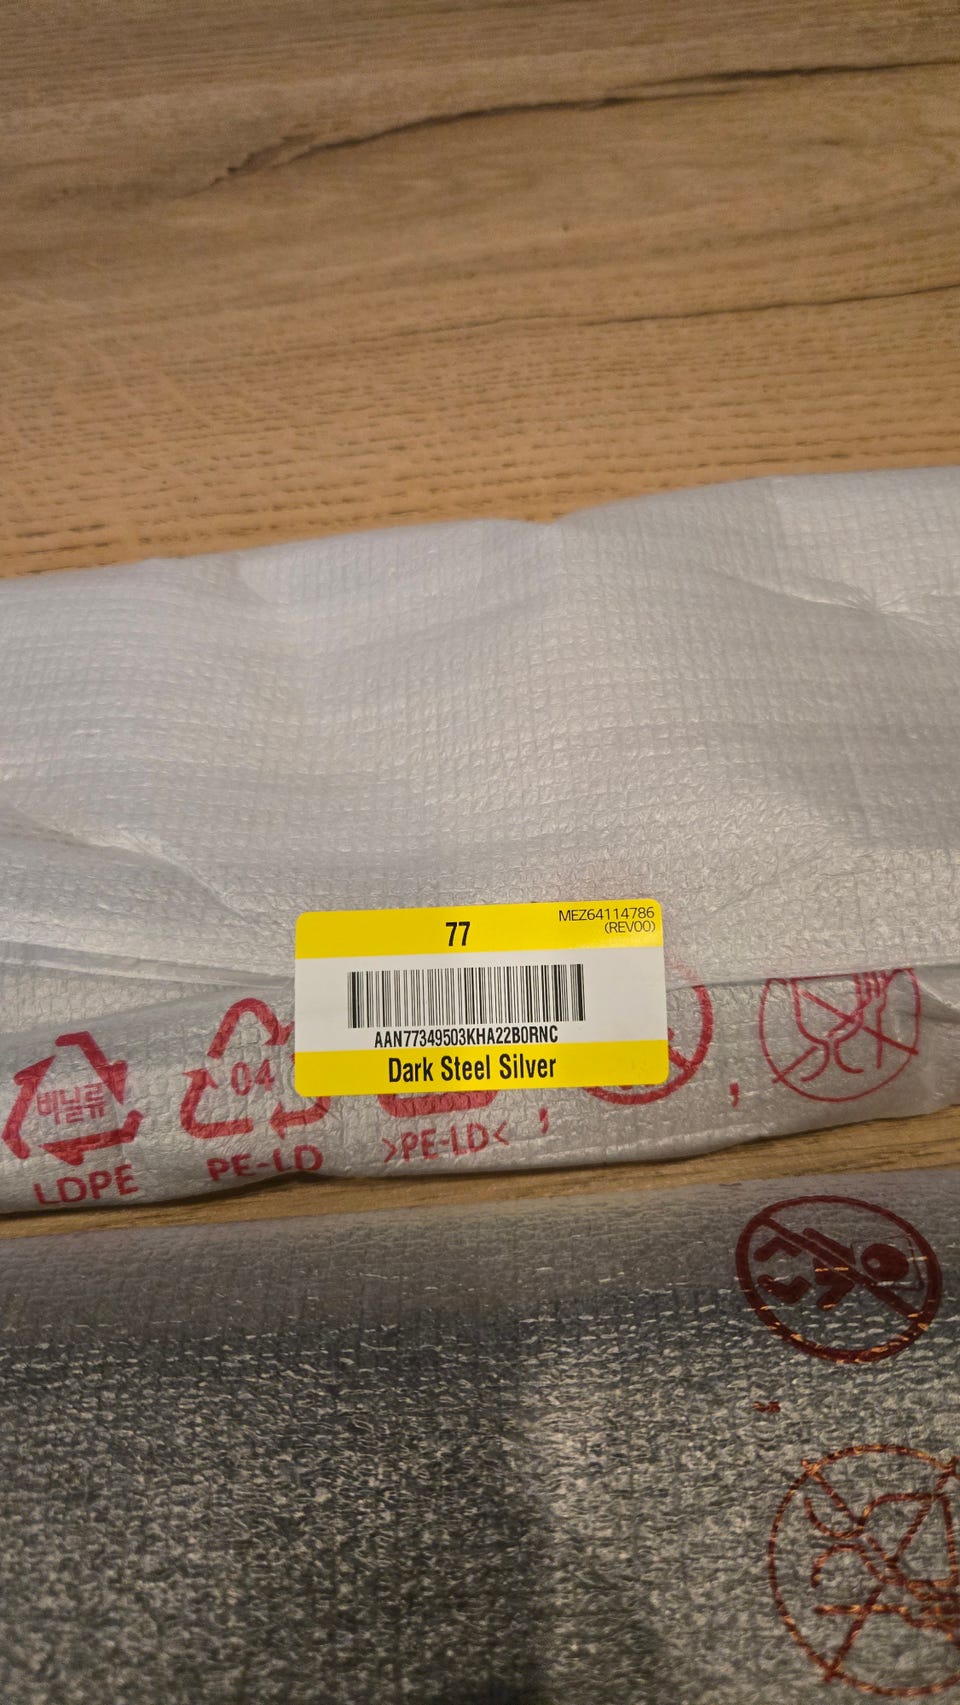 77
MEZ64114786
(REV00)
AAN77349503KHA22B0RNC
Dark Steel Silver
비닐류
LDPE
04
PE-LD
>PE-LD<